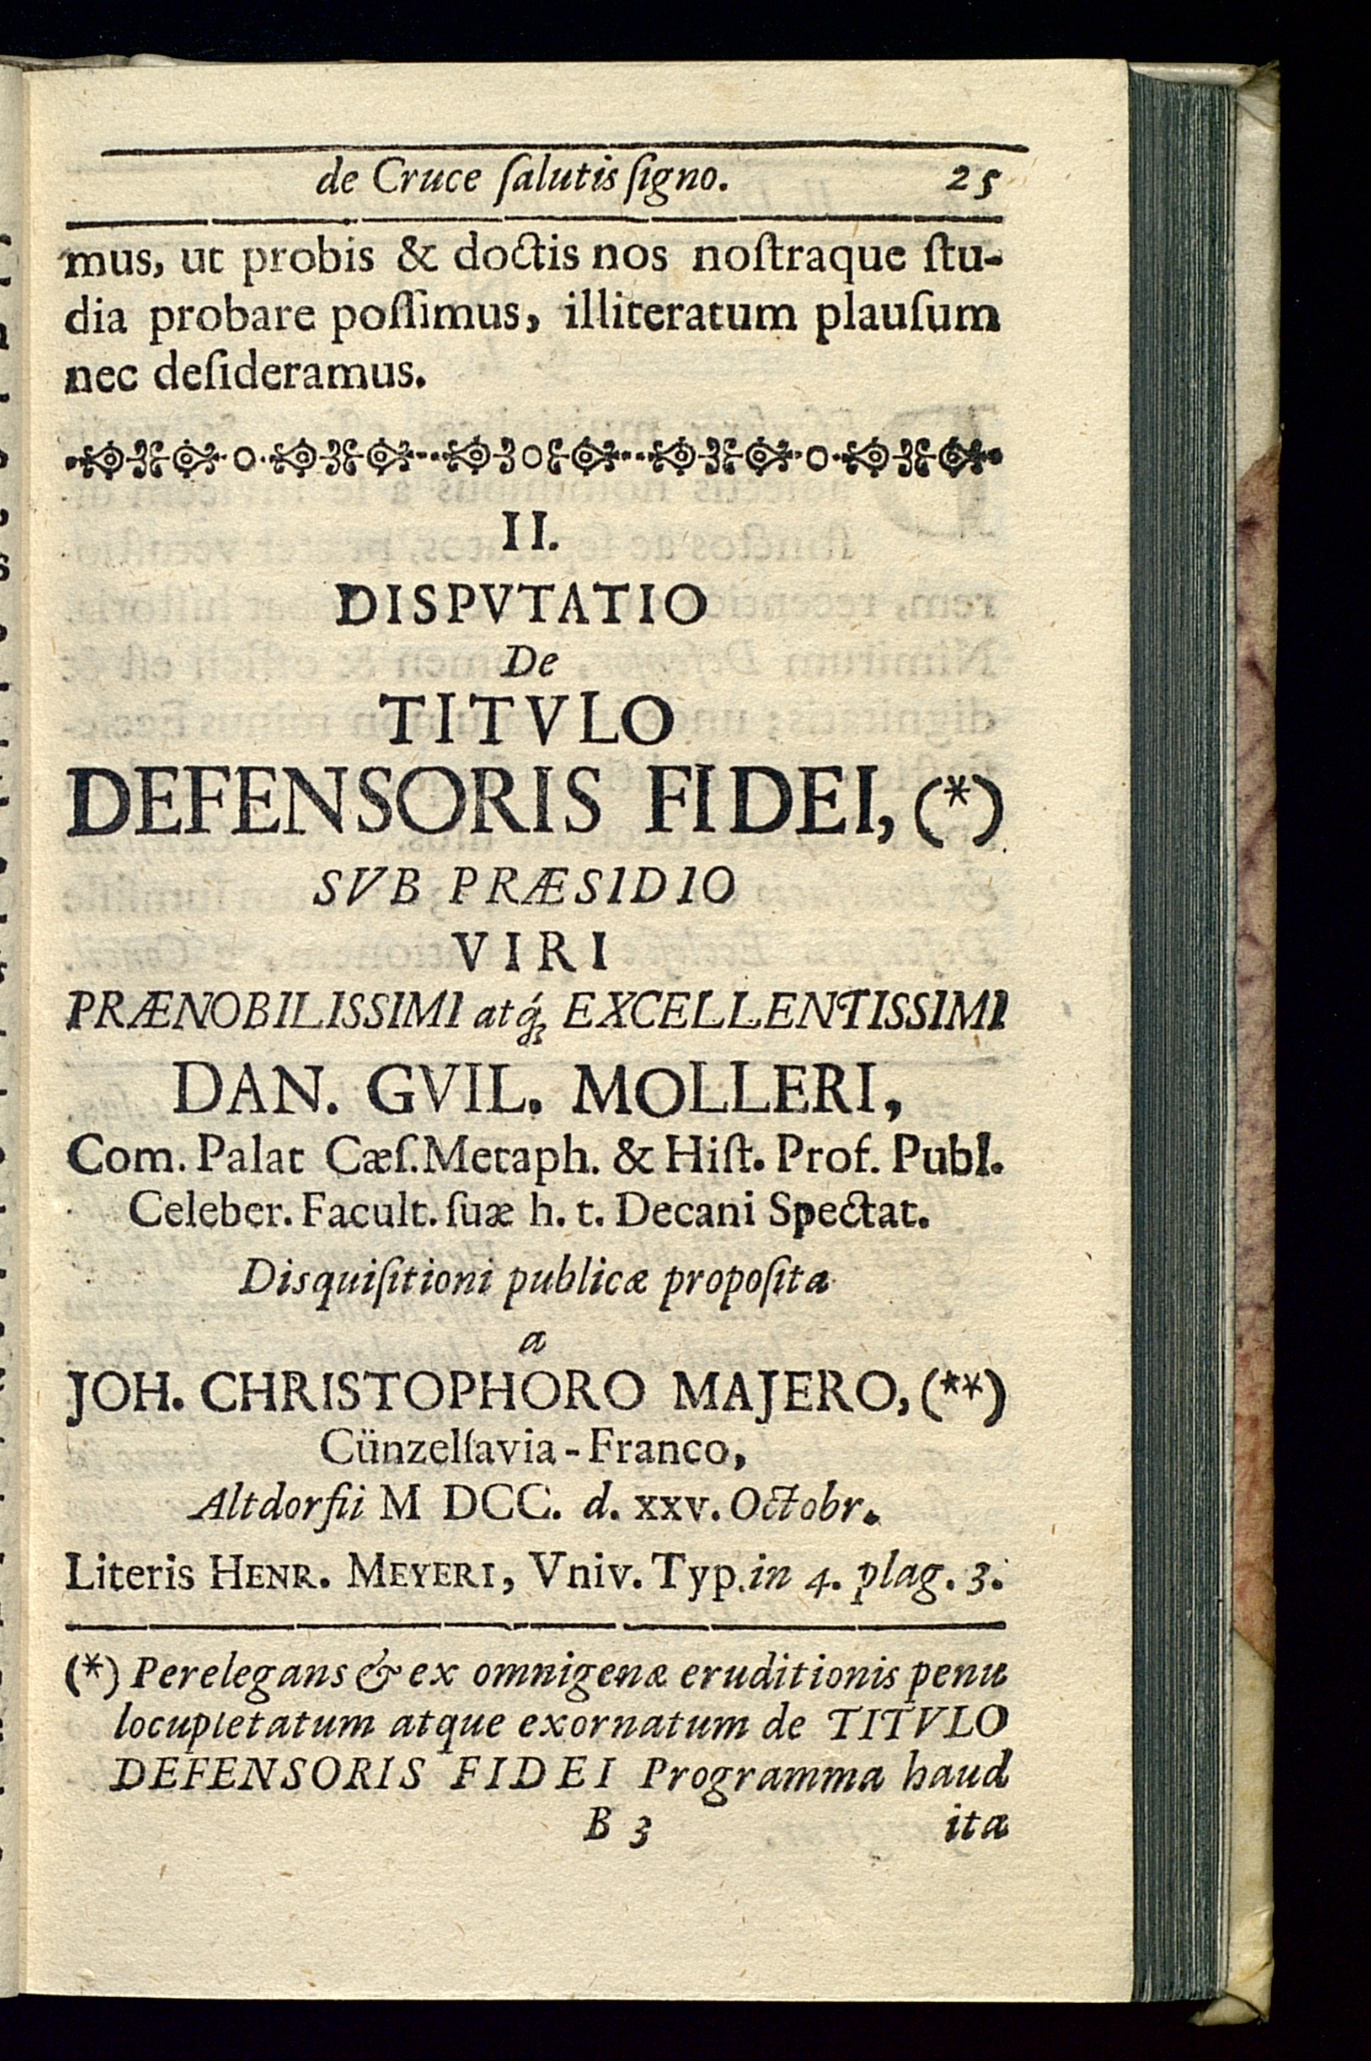 de Cruce ſalutis ſigno. 25
mus, ut probis & doctis nos noſtraque ſtu-
dia probare poſſimus, illiteratum plauſum
nec deſideramus.
II.
DISPVTATIO
De
TITVLO
DEFENSORIS FIDEI, (*)
SVB PRÆSIDIO
VIRI
PRÆNOBILISSIMI atq́; EXCELLENTISSIMI
DAN. GVIL. MOLLERI,
Com. Palat Cæſ. Metaph. & Hiſt. Prof. Publ.
Celeber. Facult. ſuæ h. t. Decani Spectat.
Disquiſitioni publicæ propoſita
a
JOH. CHRISTOPHORO MAJERO, (**)
Cünzelſavia-Franco,
Altdorfii M DCC. d. xxv. Octobr.
Literis HENR. MEYERI, Vniv. Typ. in 4. plag. 3.
(*) Perelegans & ex omnigenæ eruditionis penu
locupletatum atque exornatum de TITVLO
DEFENSORIS FIDEI Programma haud
B 3 ita